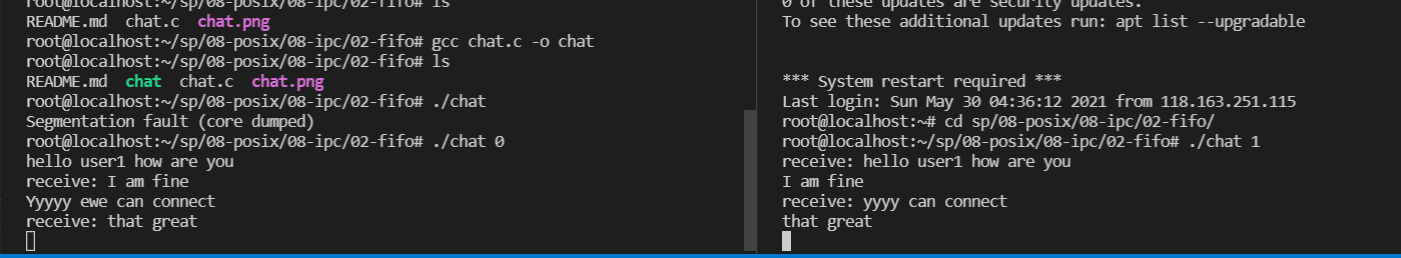 root@localhost:~/sp/08-posix/08-ipc/02-fifo# ls
README.md  chat.c  chat.png
root@localhost:~/sp/08-posix/08-ipc/02-fifo# gcc chat.c -o chat
root@localhost:~/sp/08-posix/08-ipc/02-fifo# ls
README.md  chat  chat.c  chat.png
root@localhost:~/sp/08-posix/08-ipc/02-fifo# ./chat
Segmentation fault (core dumped)
root@localhost:~/sp/08-posix/08-ipc/02-fifo# ./chat 0
hello user1 how are you
receive: I am fine
Yyyyy ewe can connect
receive: that great
0 of these updates are security updates.
To see these additional updates run: apt list --upgradable
*** System restart required ***
Last login: Sun May 30 04:36:12 2021 from 118.163.251.115
root@localhost:~# cd sp/08-posix/08-ipc/02-fifo/
root@localhost:~/sp/08-posix/08-ipc/02-fifo# ./chat 1
receive: hello user1 how are you
I am fine
receive: yyyy can connect
that great